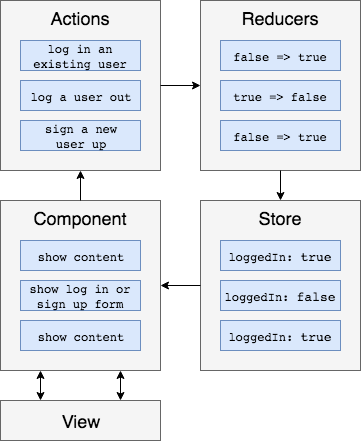 Actions
log in an
existing user
log a user out
sign a new
user up
Reducers
false => true
true => false
false => true
Component
show content
show log in or
sign up form
show content
Store
loggedIn: true
loggedIn: false
loggedIn: true
View